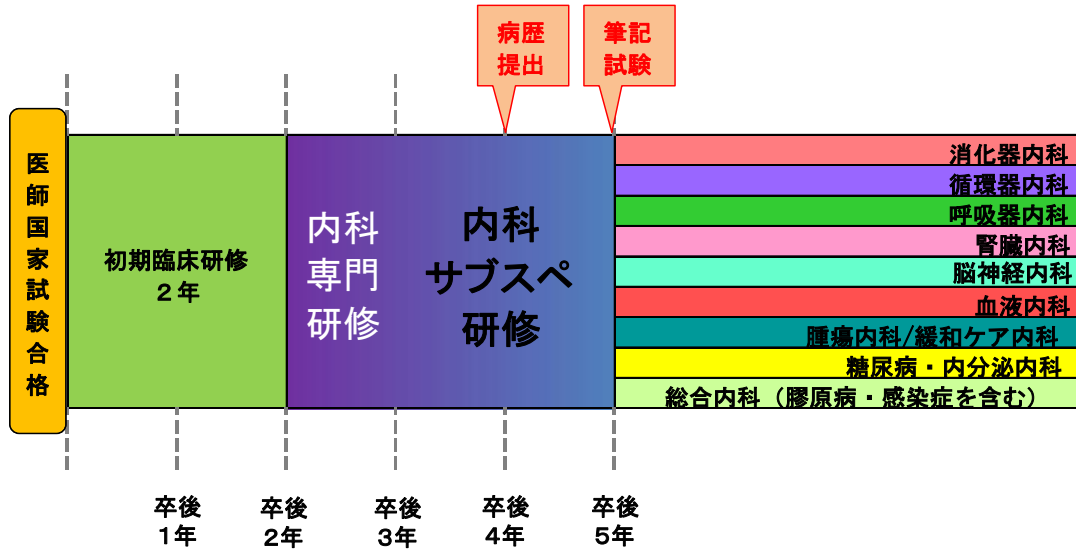 病歴
提出
筆記
試験
医師国家試験合格
初期臨床研修
２年
内科
専門
研修
内科
サブスペ
研修
消化器内科
循環器内科
呼吸器内科
腎臓内科
脳神経内科
血液内科
腫瘍内科/緩和ケア内科
糖尿病・内分泌内科
総合内科（膠原病・感染症を含む）
卒後
１年
卒後
２年
卒後
３年
卒後
４年
卒後
５年